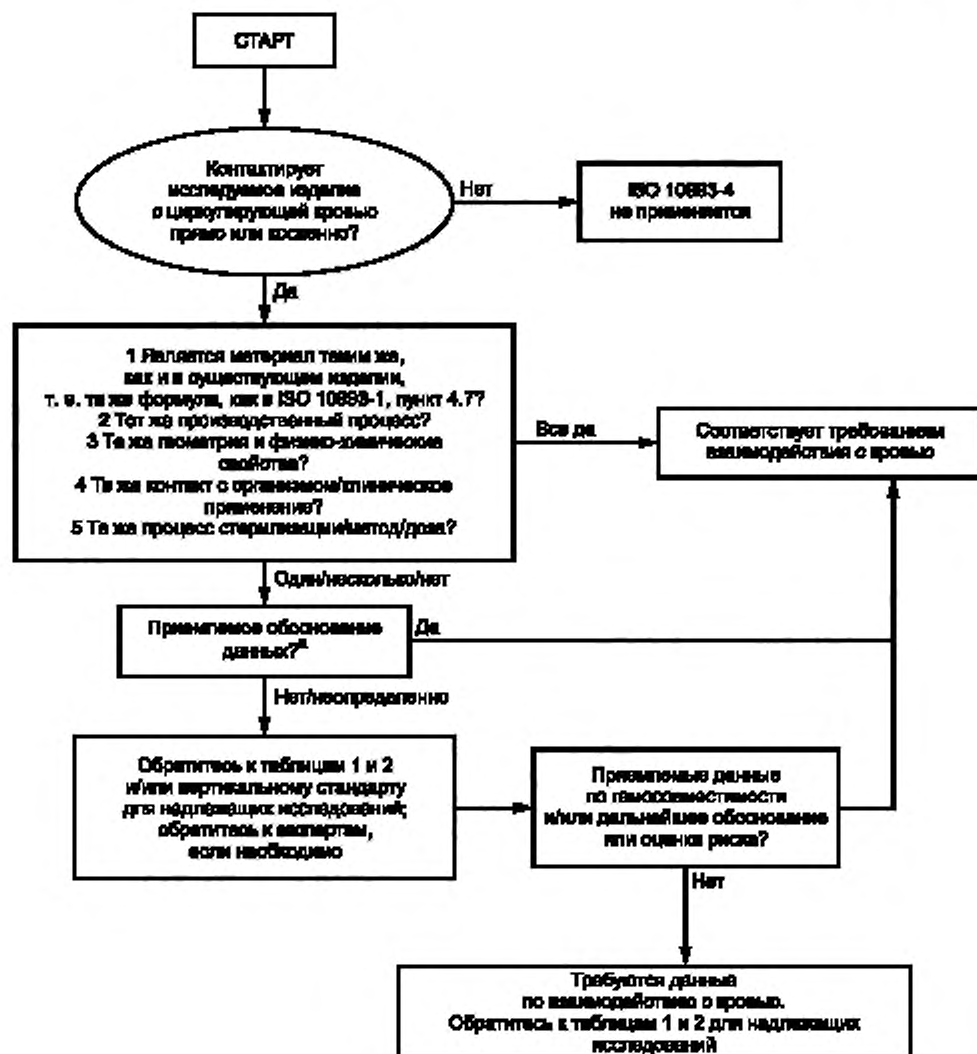 СТАРТ
Контактирует
исследуемое изделие
с циркулирующей кровью
прямо или косвенно?
Нет
ISO 10993-4
не применяется
Да
1 Является материал таким же,
как и в существующем изделии,
т. е. та же формула, как в ISO 10993-1, пункт 4.7?
2 Тот же производственный процесс?
3 Та же геометрия и физико-химические
свойства?
4 Те же контакт с организмом/клиническое
применение?
5 Те же процесс стерилизации/метод/доза?
Все да
Соответствует требованиям
взаимодействия с кровью
Один/несколько/нет
Приемлемое обоснование
данных?a
Да
Нет/неопределенно
Обратитесь к таблицам 1 и 2
и/или вертикальному стандарту
для надлежащих исследований;
обратитесь к экспертам,
если необходимо
Приемлемые данные
по гемосовместимости
и/или дальнейшее обоснование
или оценка риска?
Нет
Требуются данные
по взаимодействию с кровью.
Обратитесь к таблицам 1 и 2 для надлежащих
исследований